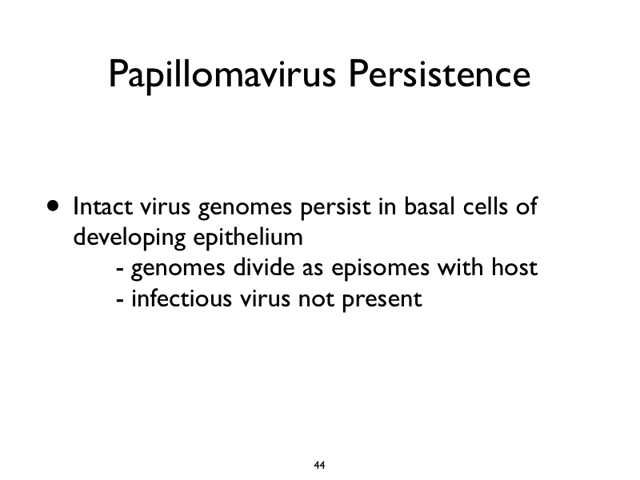 Papillomavirus Persistence
• Intact virus genomes persist in basal cells of
developing epithelium
- genomes divide as episomes with host
- infectious virus not present
44